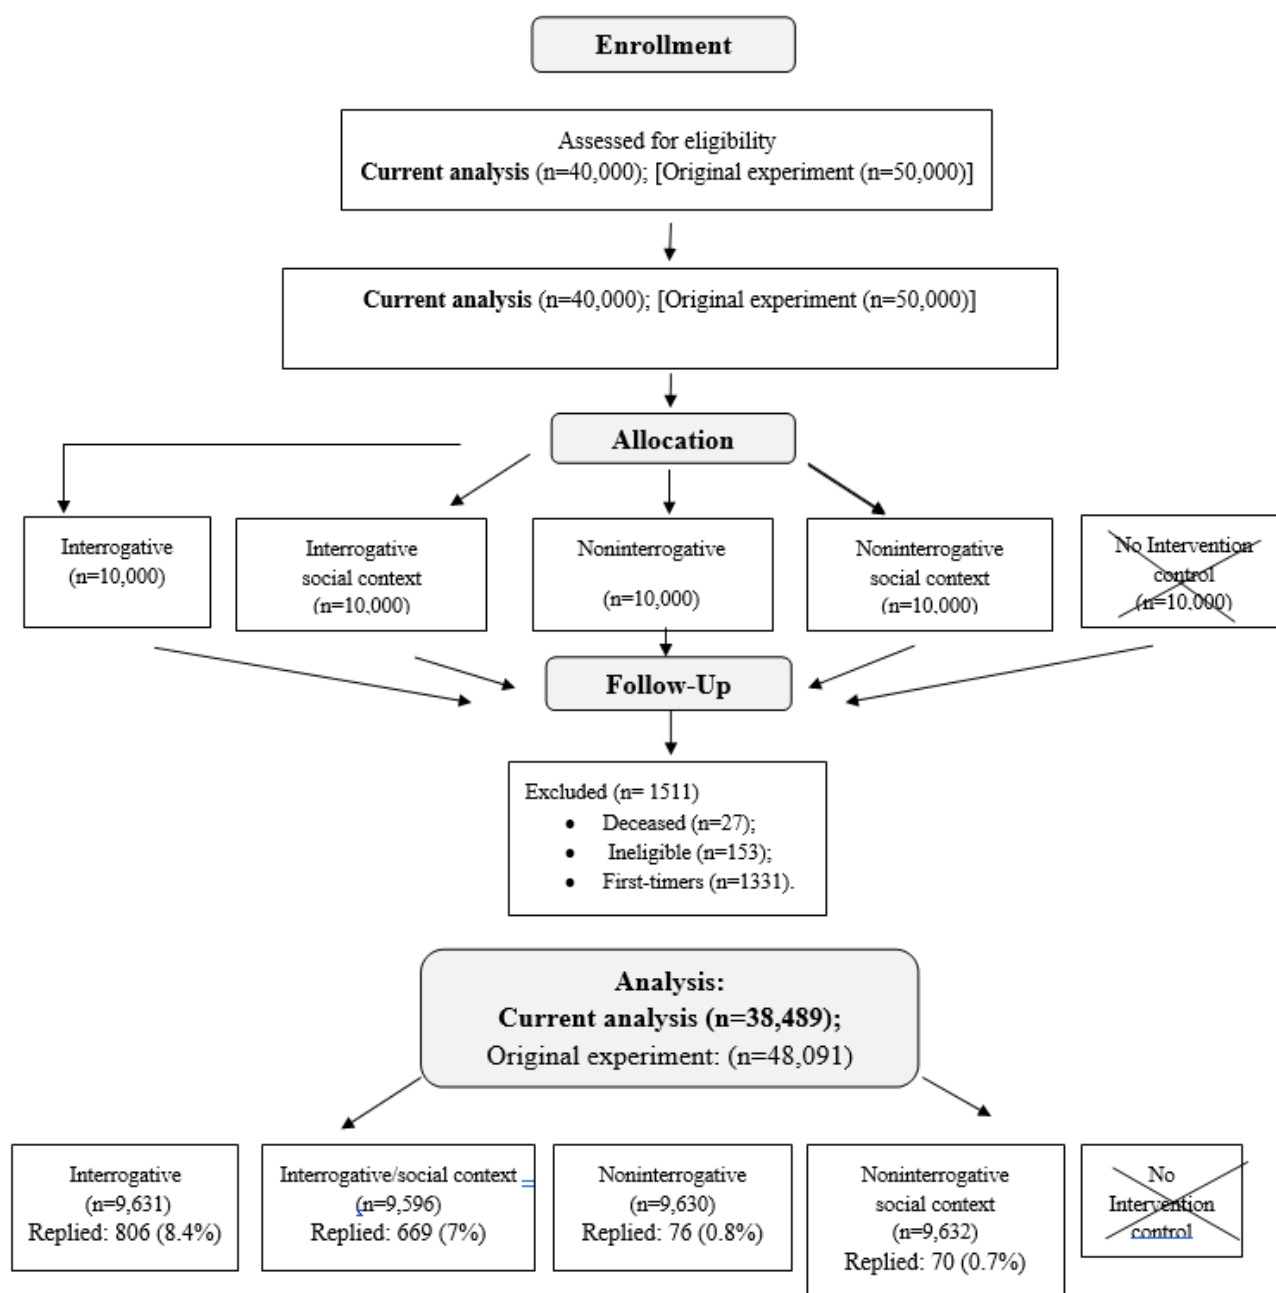 Enrollment
Assessed for eligibility
Current analysis (n=40,000); [Original experiment (n=50,000)]
Current analysis (n=40,000); [Original experiment (n=50,000)]
Allocation
Interrogative
(n=10,000)
Interrogative
social context
(n=10,000)
Noninterrogative
(n=10,000)
Noninterrogative
social context
(n=10,000)
No Intervention
control
(n=10,000)
Follow-Up
Excluded (n= 1511)
• Deceased (n=27);
• Ineligible (n=153);
• First-timers (n=1331).
Analysis:
Current analysis (n=38,489);
Original experiment: (n=48,091)
Interrogative
(n=9,631)
Replied: 806 (8.4%)
Interrogative/social context
(n=9,596)
Replied: 669 (7%)
Noninterrogative
(n=9,630)
Replied: 76 (0.8%)
Noninterrogative
social context
(n=9,632)
Replied: 70 (0.7%)
No
Intervention
control